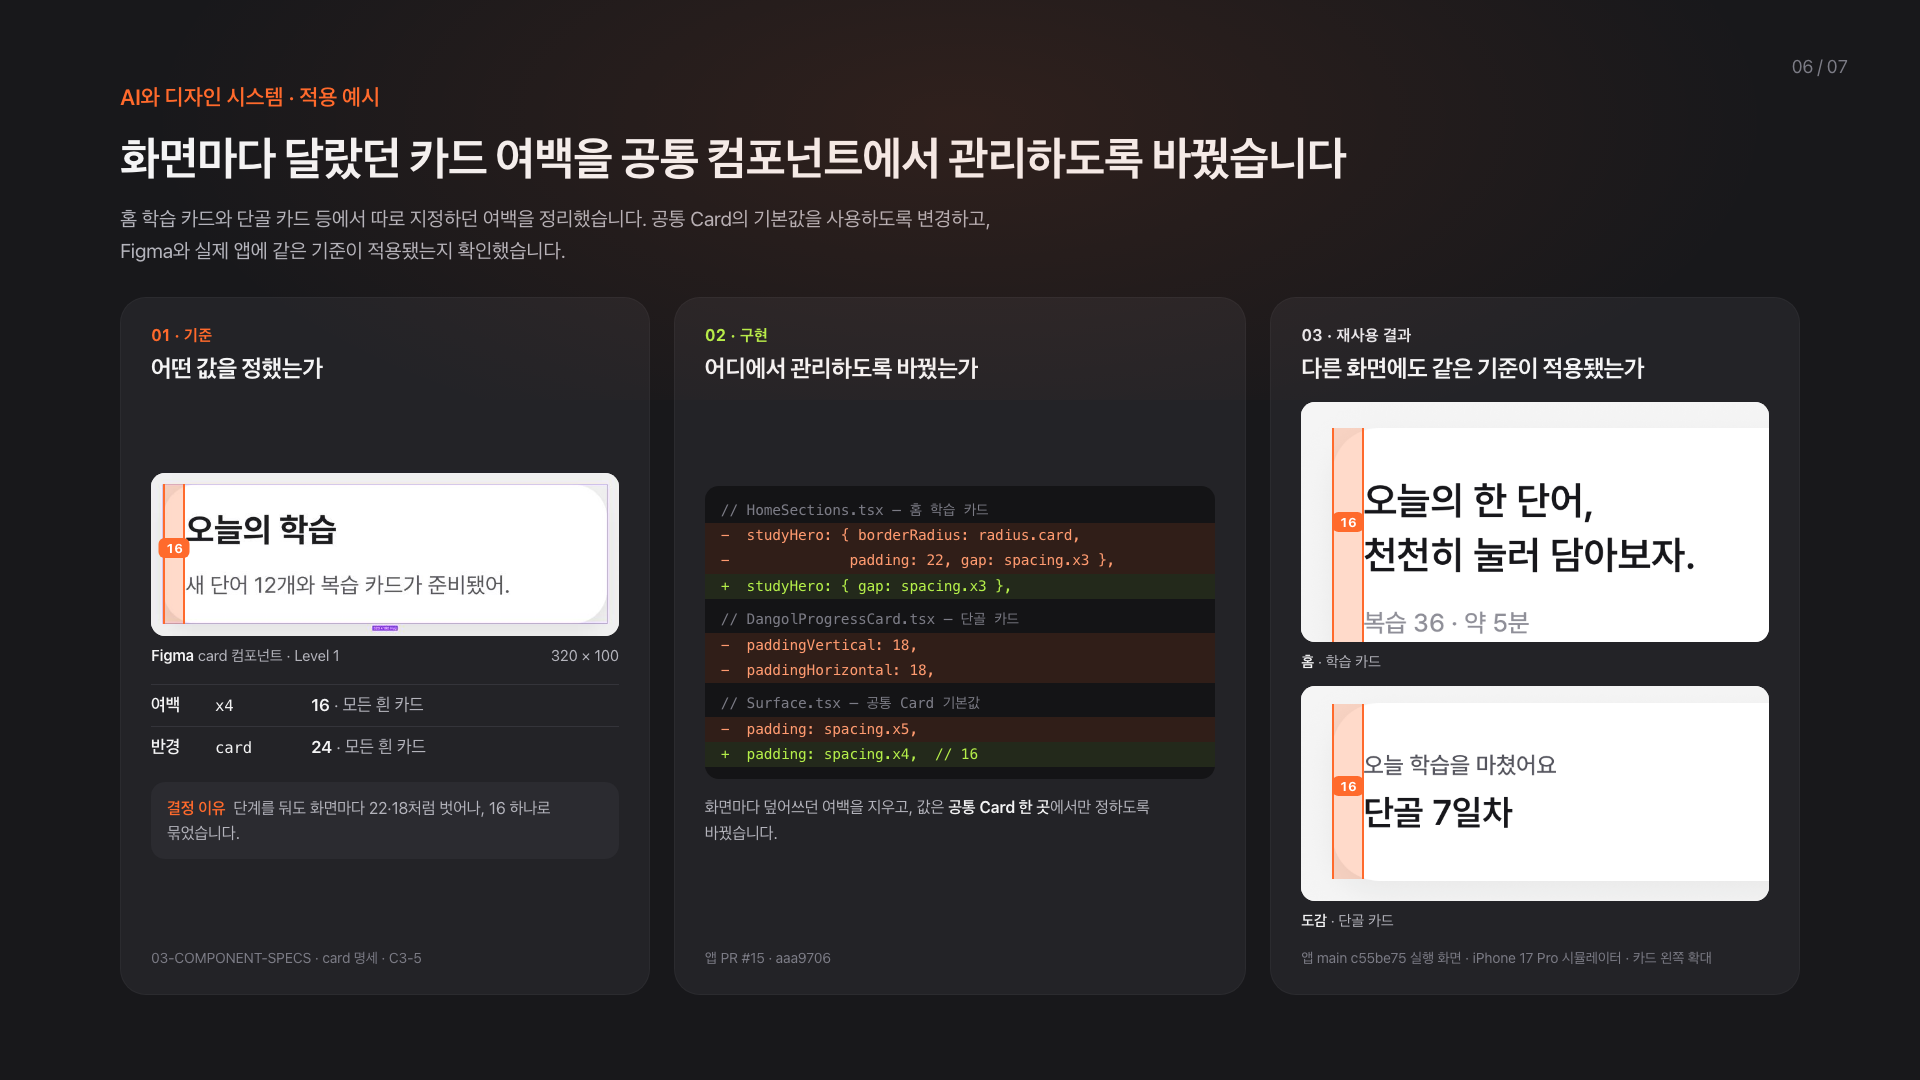 06 / 07
AI와 디자인 시스템 · 적용 예시
화면마다 달랐던 카드 여백을 공통 컴포넌트에서 관리하도록 바꿨습니다
홈 학습 카드와 단골 카드 등에서 따로 지정하던 여백을 정리했습니다. 공통 Card의 기본값을 사용하도록 변경하고,
Figma와 실제 앱에 같은 기준이 적용됐는지 확인했습니다.
01 · 기준
어떤 값을 정했는가
오늘의 학습
16
새 단어 12개와 복습 카드가 준비됐어.
Figma card 컴포넌트 · Level 1 320 × 100
여백 x4 16 · 모든 흰 카드
반경 card 24 · 모든 흰 카드
결정 이유 단계를 둬도 화면마다 22·18처럼 벗어나, 16 하나로
묶었습니다.
03-COMPONENT-SPECS · card 명세 · C3-5
02 · 구현
어디에서 관리하도록 바꿨는가
// HomeSections.tsx — 홈 학습 카드
− studyHero: { borderRadius: radius.card,
− padding: 22, gap: spacing.x3 },
+ studyHero: { gap: spacing.x3 },
// DangolProgressCard.tsx — 단골 카드
− paddingVertical: 18,
− paddingHorizontal: 18,
// Surface.tsx — 공통 Card 기본값
− padding: spacing.x5,
+ padding: spacing.x4, // 16
화면마다 덮어쓰던 여백을 지우고, 값은 공통 Card 한 곳에서만 정하도록
바꿨습니다.
앱 PR #15 · aaa9706
03 · 재사용 결과
다른 화면에도 같은 기준이 적용됐는가
오늘의 한 단어,
16
천천히 눌러 담아보자.
복습 36 · 약 5분
홈 · 학습 카드
오늘 학습을 마쳤어요
16
단골 7일차
도감 · 단골 카드
앱 main c55be75 실행 화면 · iPhone 17 Pro 시뮬레이터 · 카드 왼쪽 확대